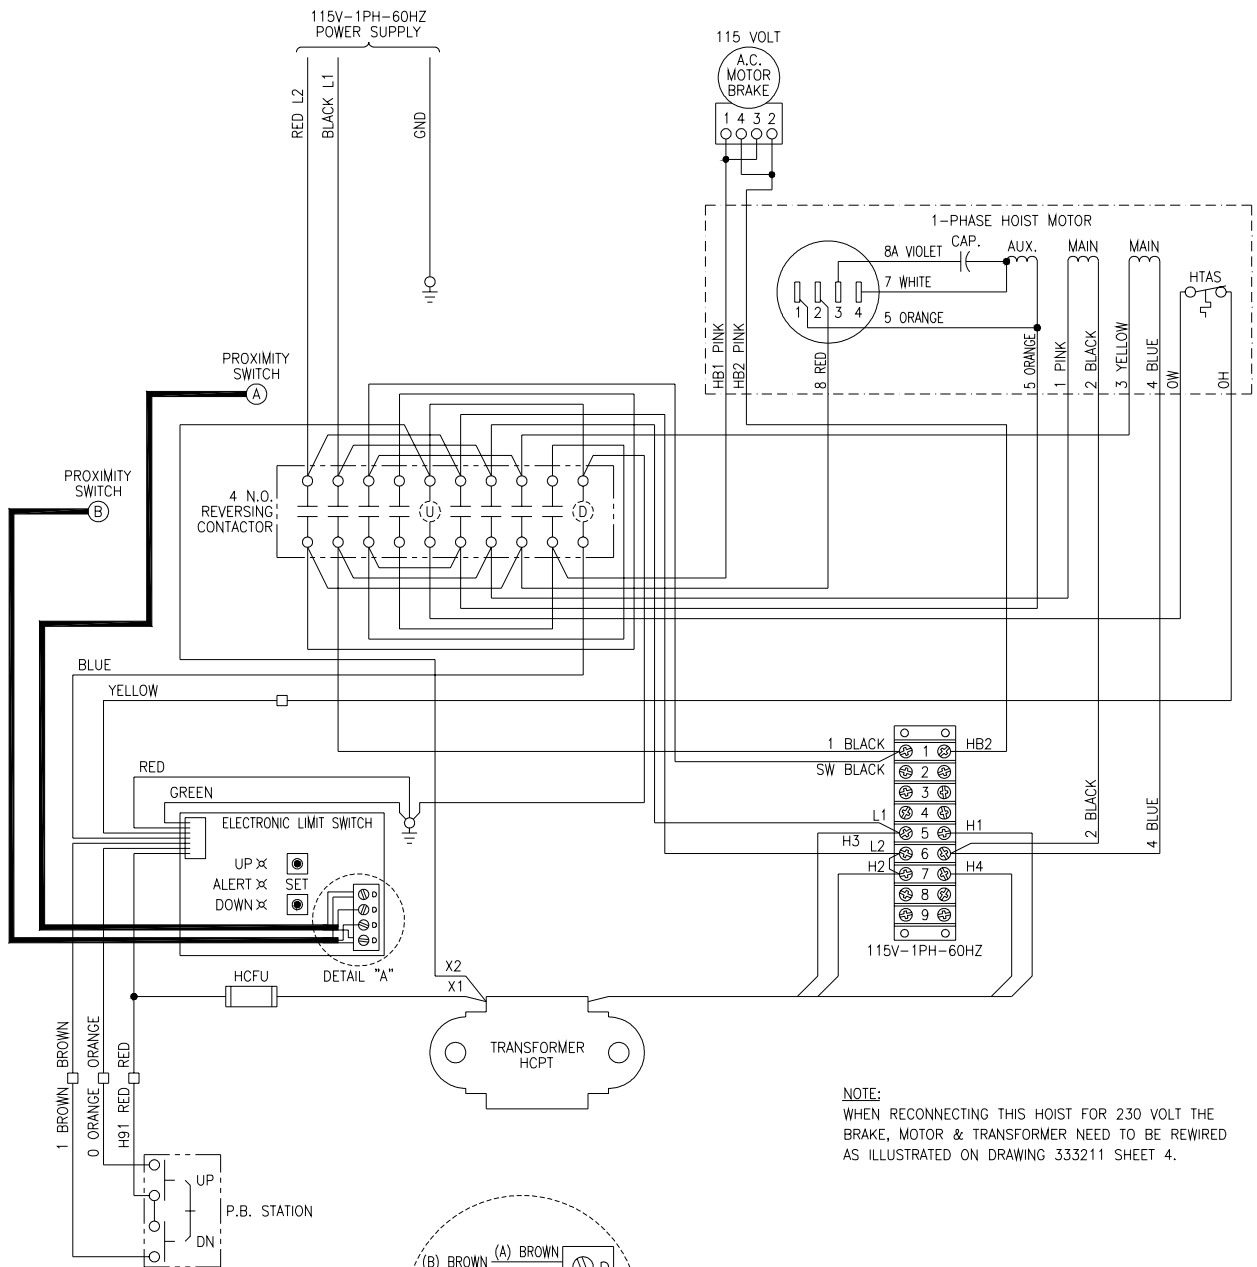 115V-1PH-60HZ
POWER SUPPLY
RED L2
BLACK L1
GND
115 VOLT
A.C.
MOTOR
BRAKE
1 4 3 2
HB1 PINK
HB2 PINK
1-PHASE HOIST MOTOR
8A VIOLET
CAP.
AUX.
MAIN
MAIN
HTAS
7 WHITE
1 2 3 4
5 ORANGE
8 RED
5 ORANGE
1 PINK
2 BLACK
3 YELLOW
4 BLUE
OW
OH
PROXIMITY
SWITCH
A
PROXIMITY
SWITCH
B
4 N.O.
REVERSING
CONTACTOR
U
D
BLUE
YELLOW
RED
GREEN
ELECTRONIC LIMIT SWITCH
UP
ALERT
SET
DOWN
D
D
D
D
DETAIL "A"
1 BLACK
1
HB2
SW BLACK
2
3
L1
4
H3
5
H1
L2
6
H2
7
H4
8
9
115V-1PH-60HZ
2 BLACK
4 BLUE
HCFU
X2
X1
TRANSFORMER
HCPT
1 BROWN BROWN
0 ORANGE ORANGE
H91 RED RED
UP
P.B. STATION
DN
NOTE:
WHEN RECONNECTING THIS HOIST FOR 230 VOLT THE
BRAKE, MOTOR & TRANSFORMER NEED TO BE REWIRED
AS ILLUSTRATED ON DRAWING 333211 SHEET 4.
(B) BROWN (A) BROWN D